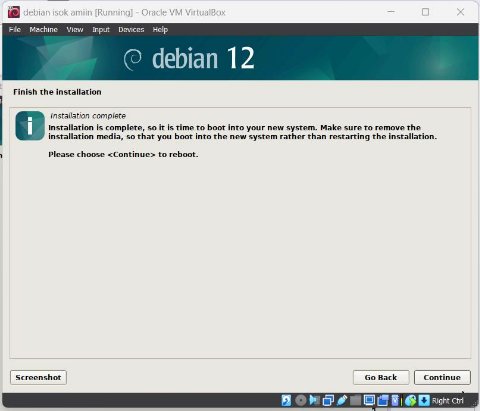 debian isok amiin [Running] - Oracle VM VirtualBox
File Machine View Input Devices Help
debian 12
Finish the installation
Installation complete
Installation is complete, so it is time to boot into your new system. Make sure to remove the
installation media, so that you boot into the new system rather than restarting the installation.
Please choose <Continue> to reboot.
Screenshot
Go Back
Continue
Right Ctrl